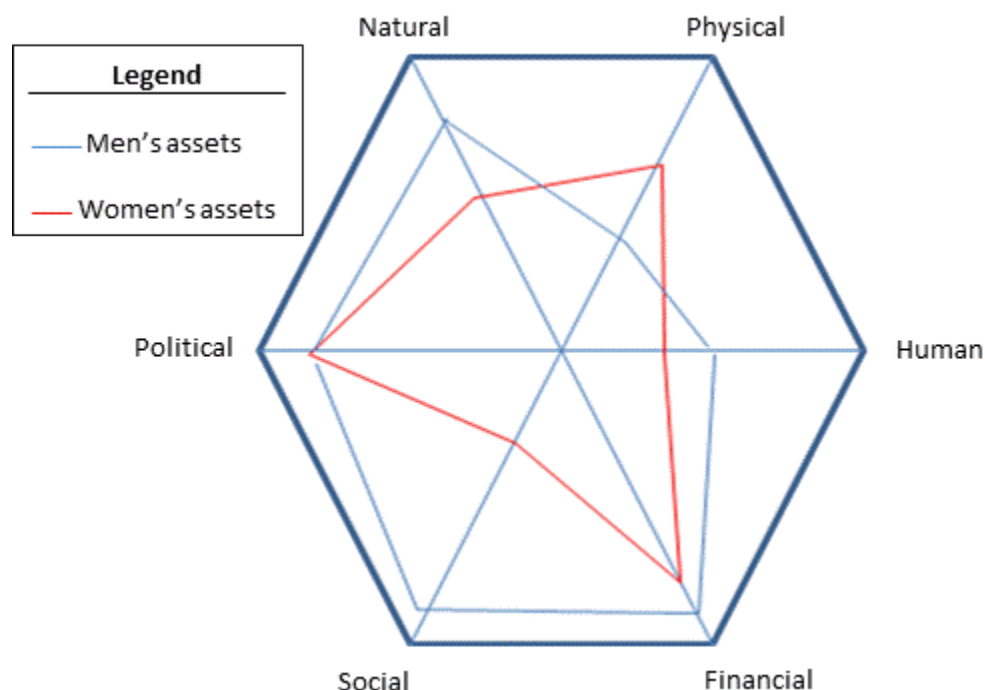 Natural
Physical
Legend
Men's assets
Women's assets
Political
Human
Social
Financial